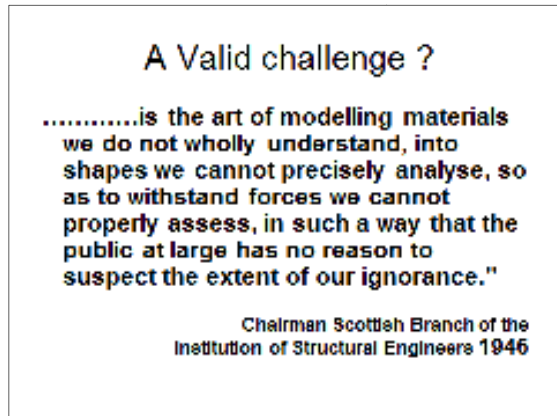 A Valid challenge ?
............is the art of modelling materials
we do not wholly understand, into
shapes we cannot precisely analyse, so
as to withstand forces we cannot
properly assess, in such a way that the
public at large has no reason to
suspect the extent of our ignorance."
Chairman Scottish Branch of the
Institution of Structural Engineers 1946